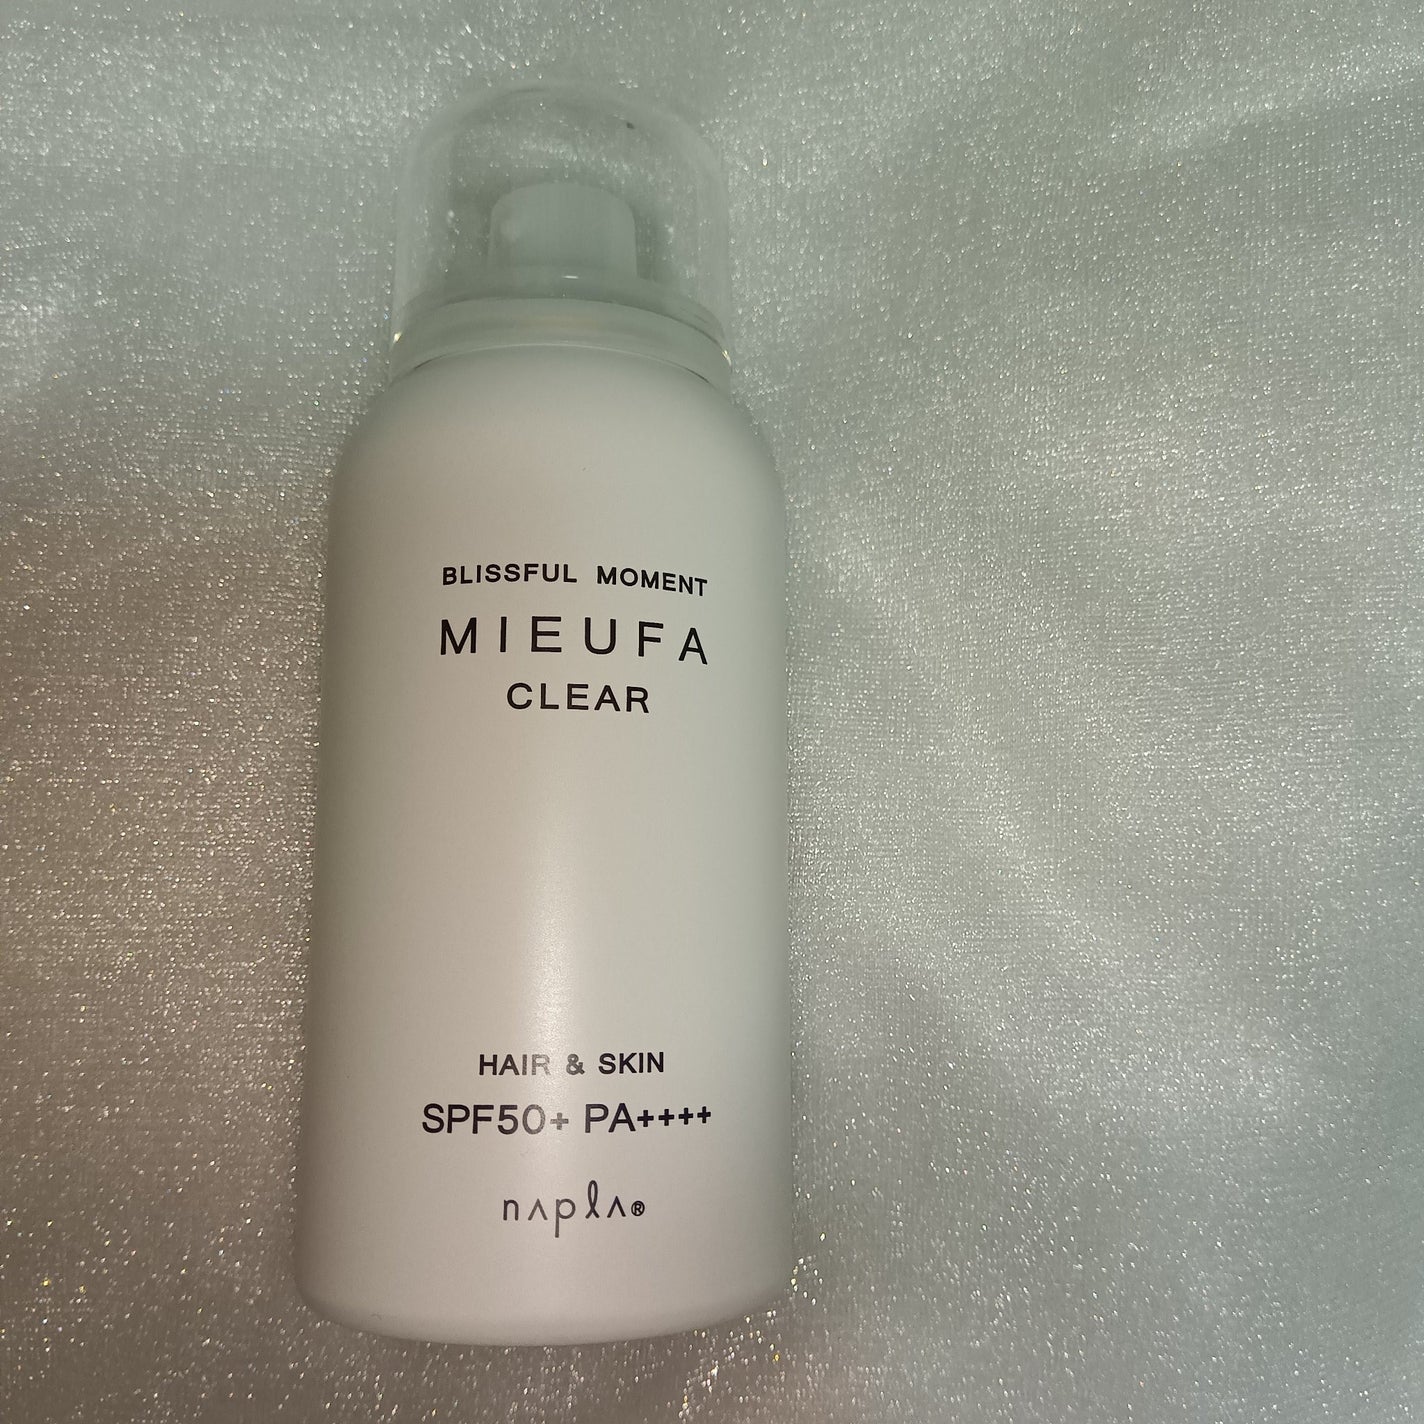 BLISSFUL MOMENT
MIEUFA
CLEAR
HAIR & SKIN
SPF50+ PA++++
napla®